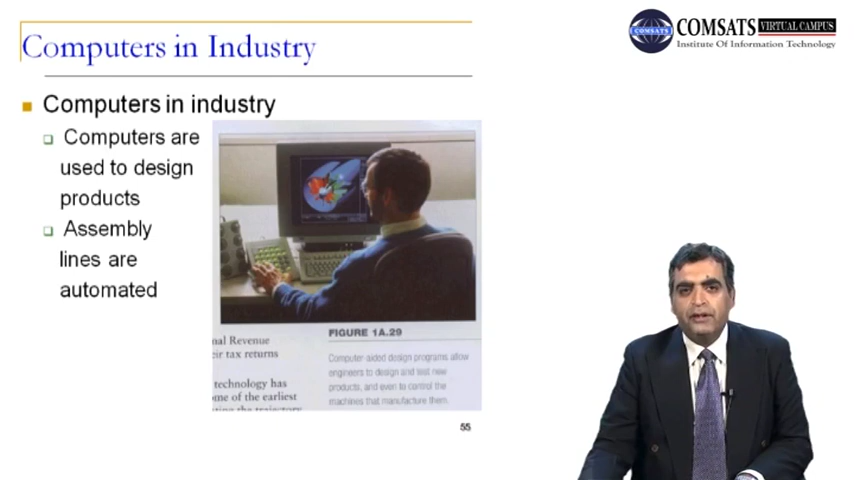 Computers in Industry
COMSATS VIRTUAL CAMPUS
Institute Of Information Technology
COMSATS
Computers in industry
Computers are
used to design
products
Assembly
lines are
automated
FIGURE 1A.29
nal Revenue
eir tax returns
technology has
me of the earliest
ting the trajectory
Computer-aided design programs allow
engineers to design and test new
products, and even to control the
machines that manufacture them.
55